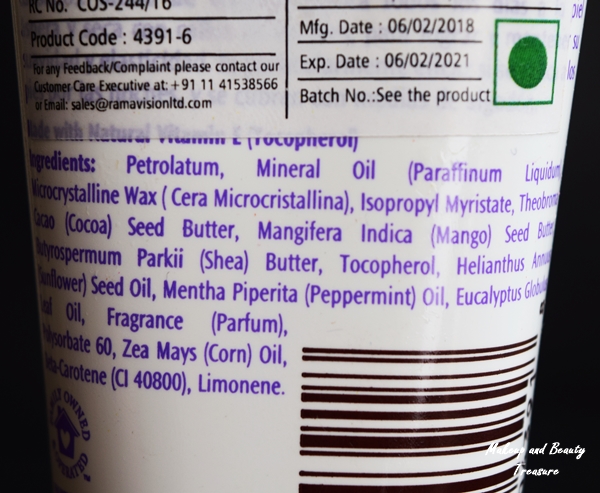 RC No. COS-244/16
Product Code : 4391-6
For any Feedback/Complaint please contact our
Customer Care Executive at: +91 11 41538566
or Email: sales@ramavisionltd.com
Mfg. Date : 06/02/2018
Exp. Date : 06/02/2021
Batch No.:See the product
Made with Natural Vitamin E (Tocopherol)
Ingredients: Petrolatum, Mineral Oil (Paraffinum Liquidum
Microcrystalline Wax ( Cera Microcristallina), Isopropyl Myristate, Theobroma
Cacao (Cocoa) Seed Butter, Mangifera Indica (Mango) Seed Butter
Butyrospermum Parkii (Shea) Butter, Tocopherol, Helianthus Annuus
(Sunflower) Seed Oil, Mentha Piperita (Peppermint) Oil, Eucalyptus Globulus
Leaf Oil, Fragrance (Parfum),
Polysorbate 60, Zea Mays (Corn) Oil,
Beta-Carotene (CI 40800), Limonene.
OWNED
Makeup and Beauty
Treasure